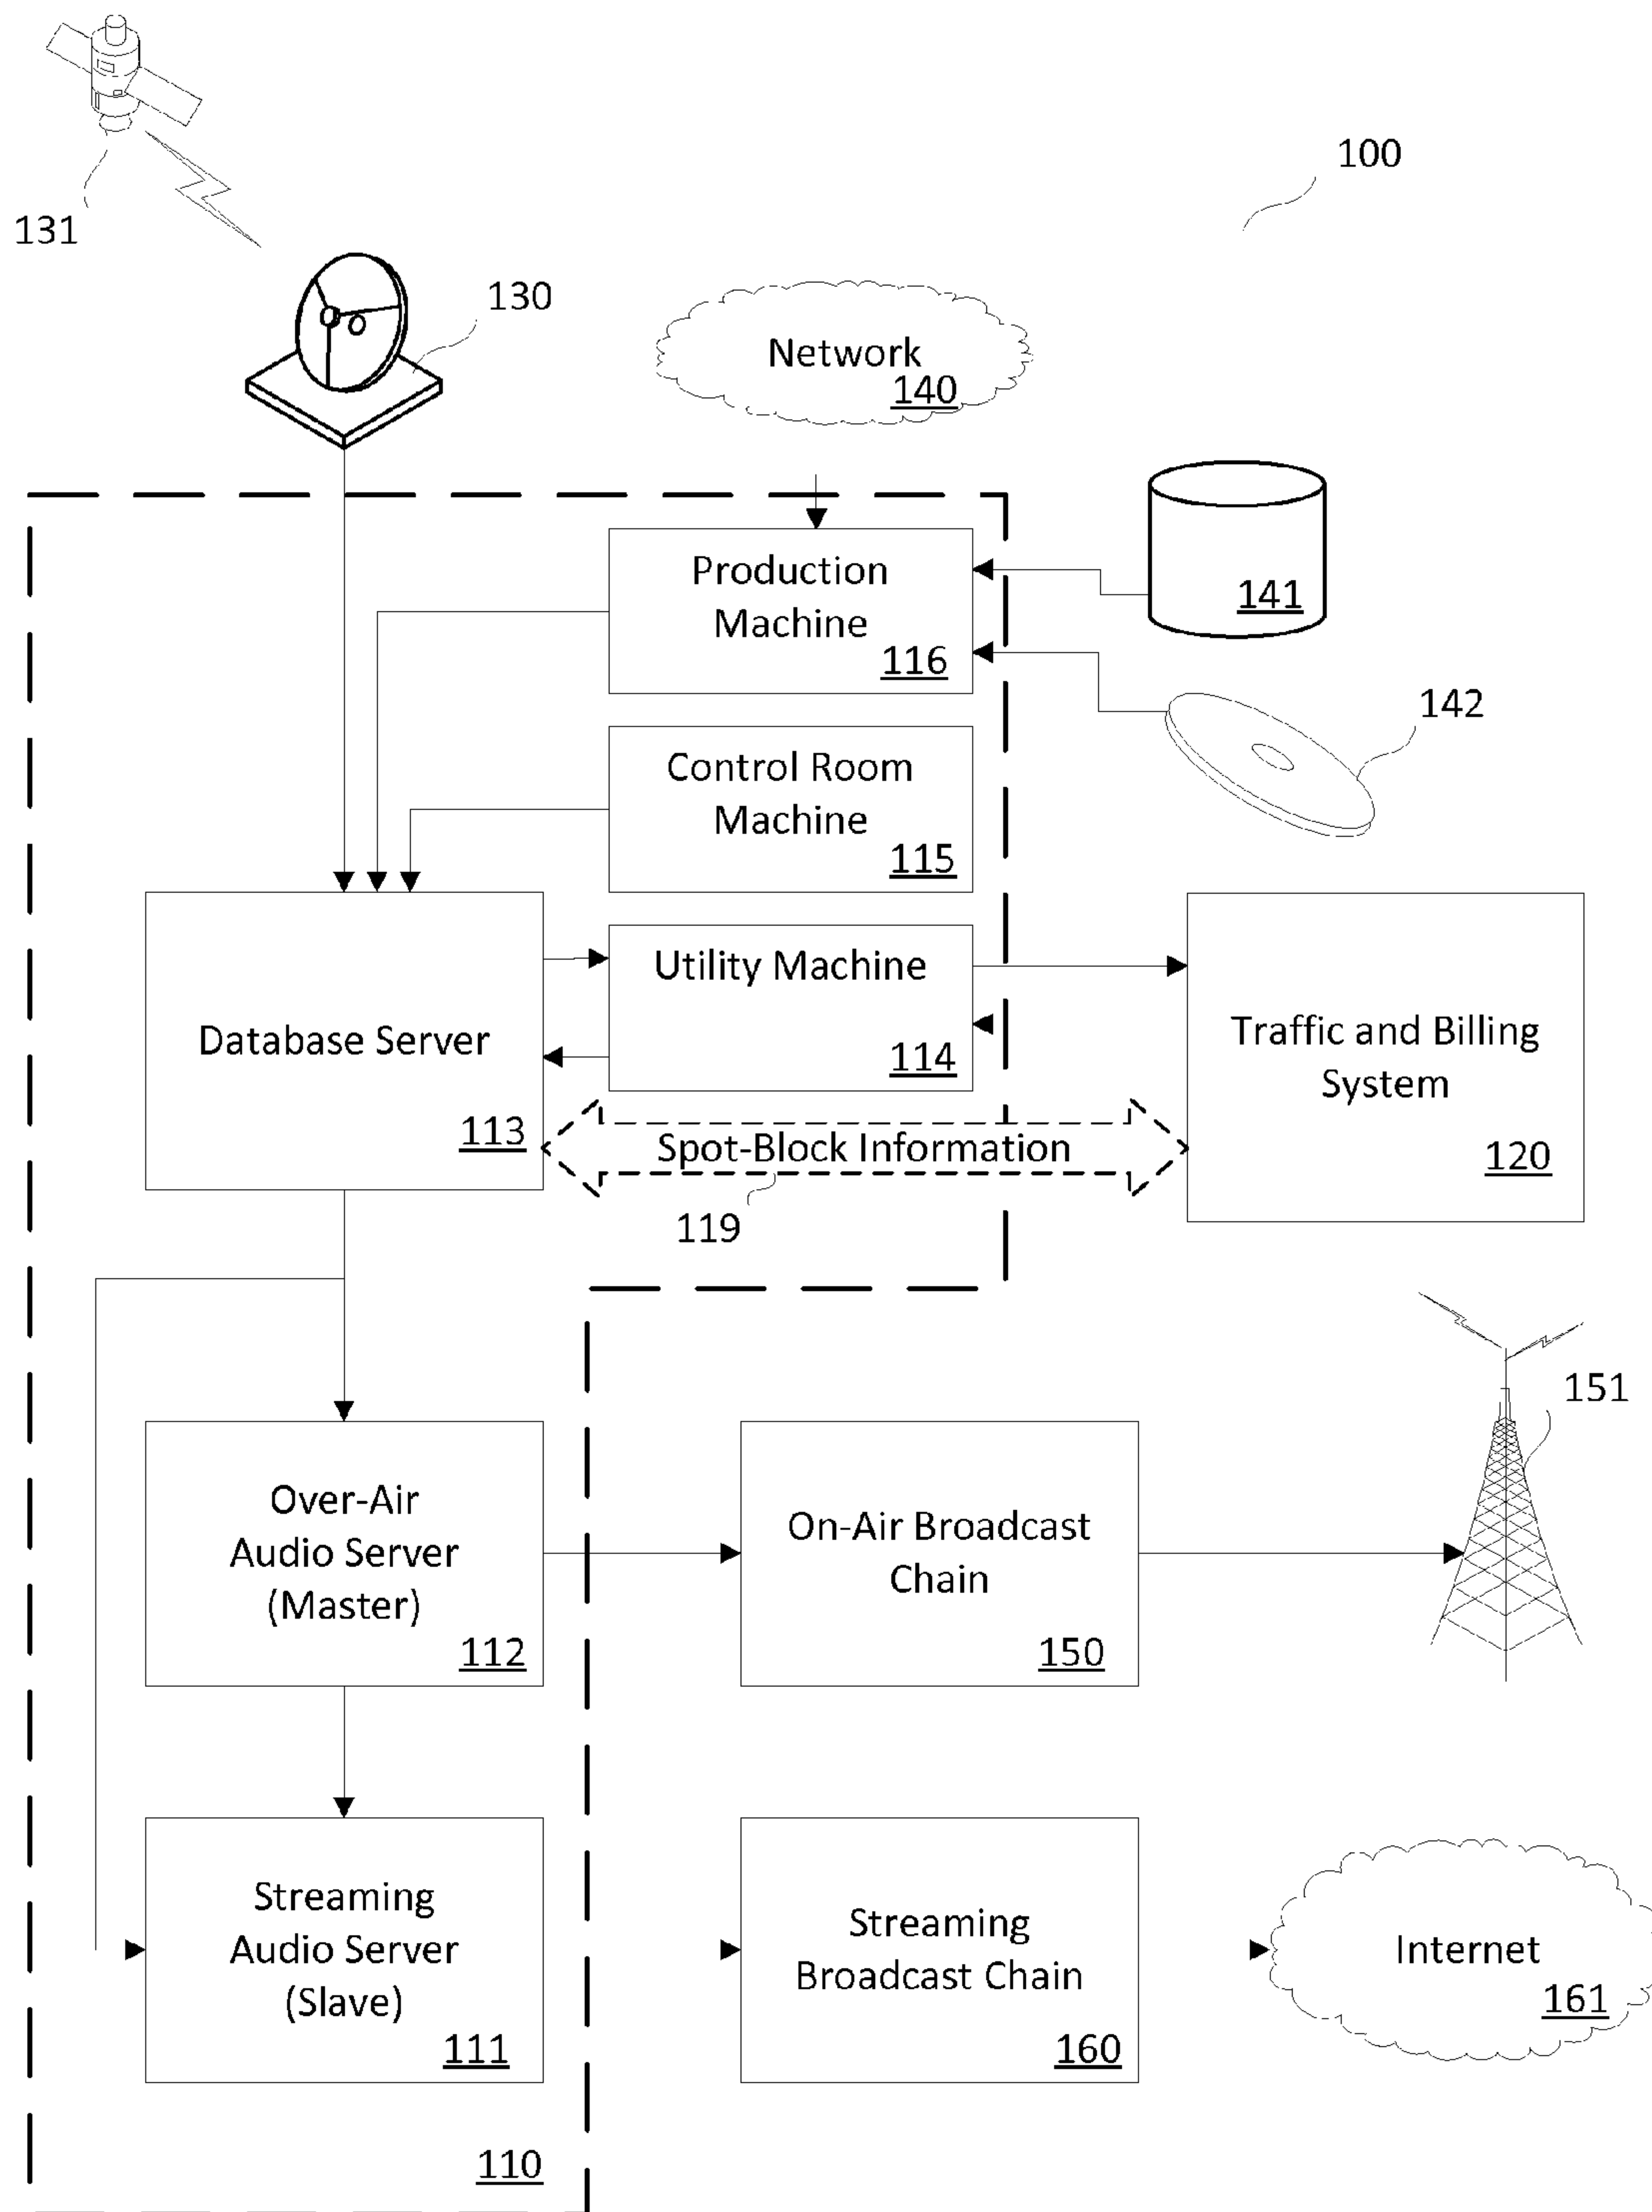 100
131
130
Network
140
Production
Machine
116
141
142
Control Room
Machine
115
Utility Machine
114
Database Server
113
Traffic and Billing
System
120
Spot-Block Information
119
151
Over-Air
Audio Server
(Master)
112
On-Air Broadcast
Chain
150
Streaming
Audio Server
(Slave)
111
Streaming
Broadcast Chain
160
Internet
161
110